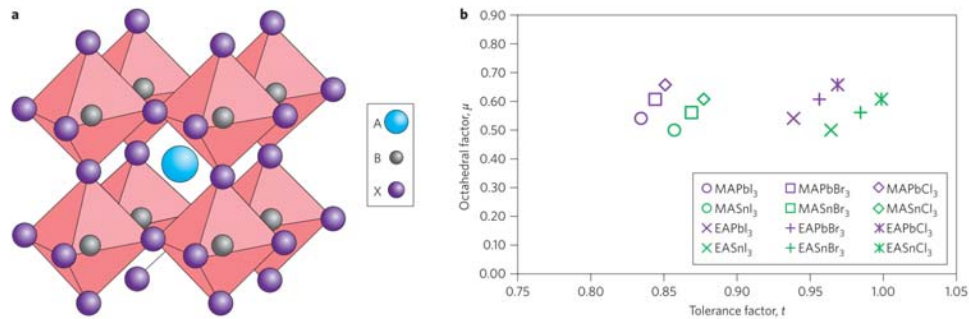 a
A
B
X
b
Octahedral factor, μ
0.90
0.80
0.70
0.60
0.50
0.40
0.30
0.20
0.10
0.00
MAPbI₃ MAPbBr₃ MAPbCl₃
MASnI₃ MASnBr₃ MASnCl₃
EAPbI₃ EAPbBr₃ EAPbCl₃
EASnI₃ EASnBr₃ EASnCl₃
0.75 0.80 0.85 0.90 0.95 1.00 1.05
Tolerance factor, t